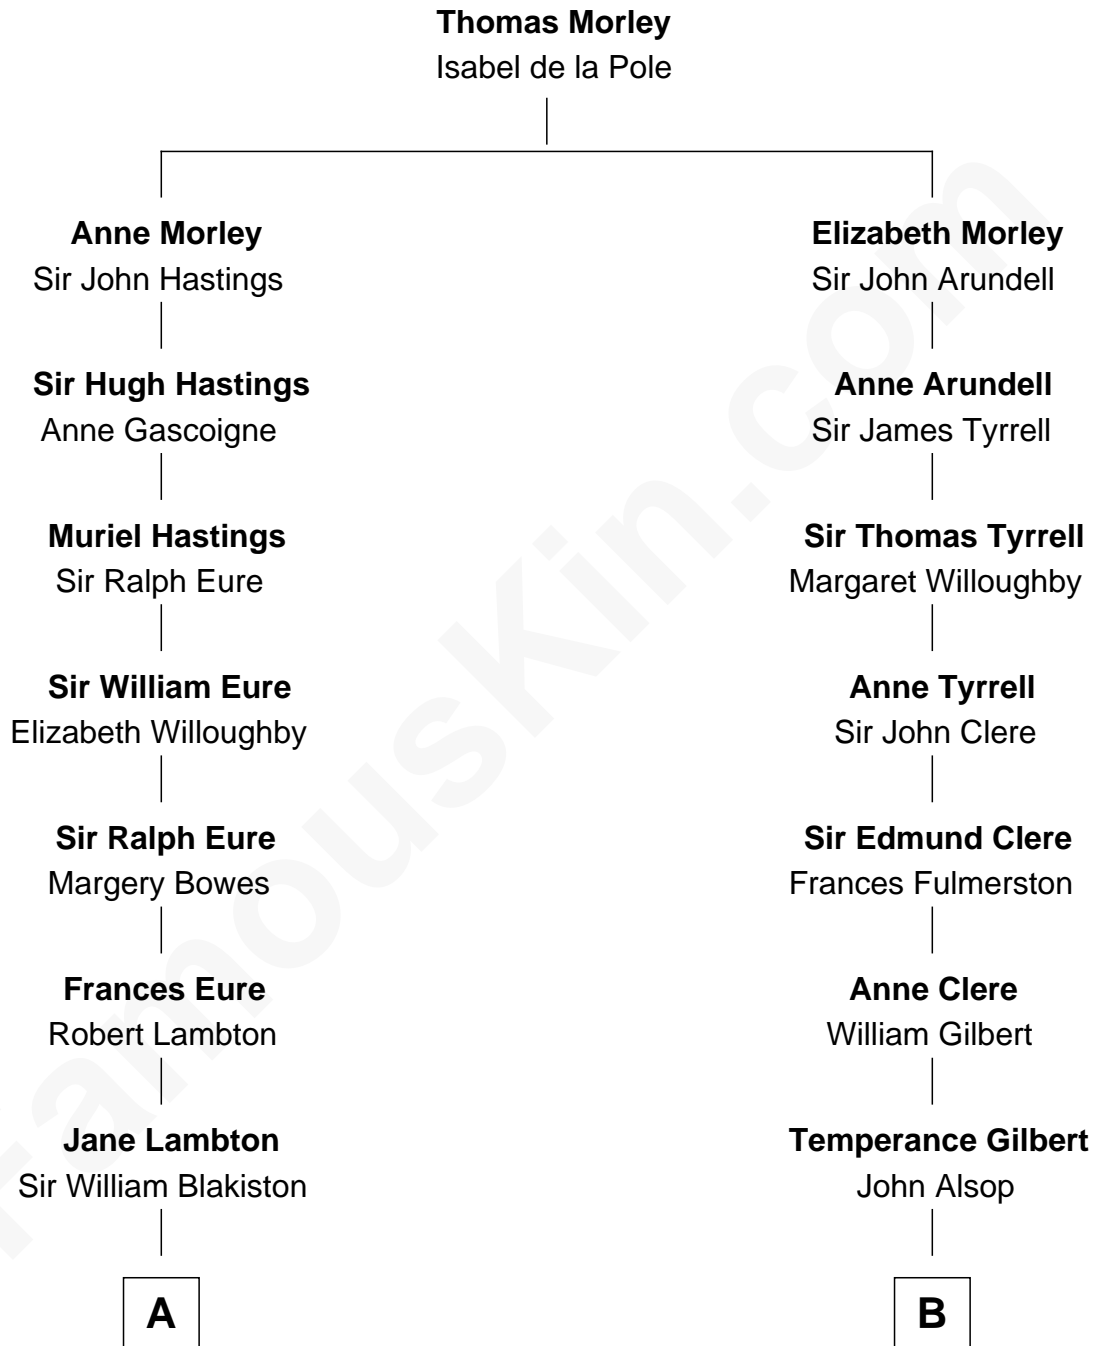 Thomas Morley
Isabel de la Pole
Anne Morley
Sir John Hastings
Elizabeth Morley
Sir John Arundell
Sir Hugh Hastings
Anne Gascoigne
Anne Arundell
Sir James Tyrrell
Muriel Hastings
Sir Ralph Eure
Sir Thomas Tyrrell
Margaret Willoughby
Sir William Eure
Elizabeth Willoughby
Anne Tyrrell
Sir John Clere
Sir Ralph Eure
Margery Bowes
Sir Edmund Clere
Frances Fulmerston
Frances Eure
Robert Lambton
Anne Clere
William Gilbert
Jane Lambton
Sir William Blakiston
Temperance Gilbert
John Alsop
A
B
FamousKin.com